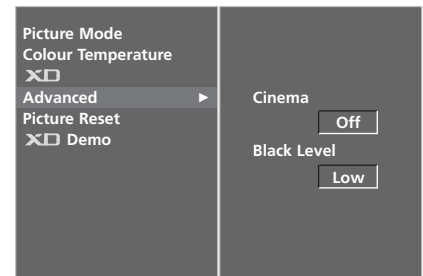 Picture Mode
Colour Temperature
XD
Advanced ►
Picture Reset
XD Demo
Cinema
Off
Black Level
Low